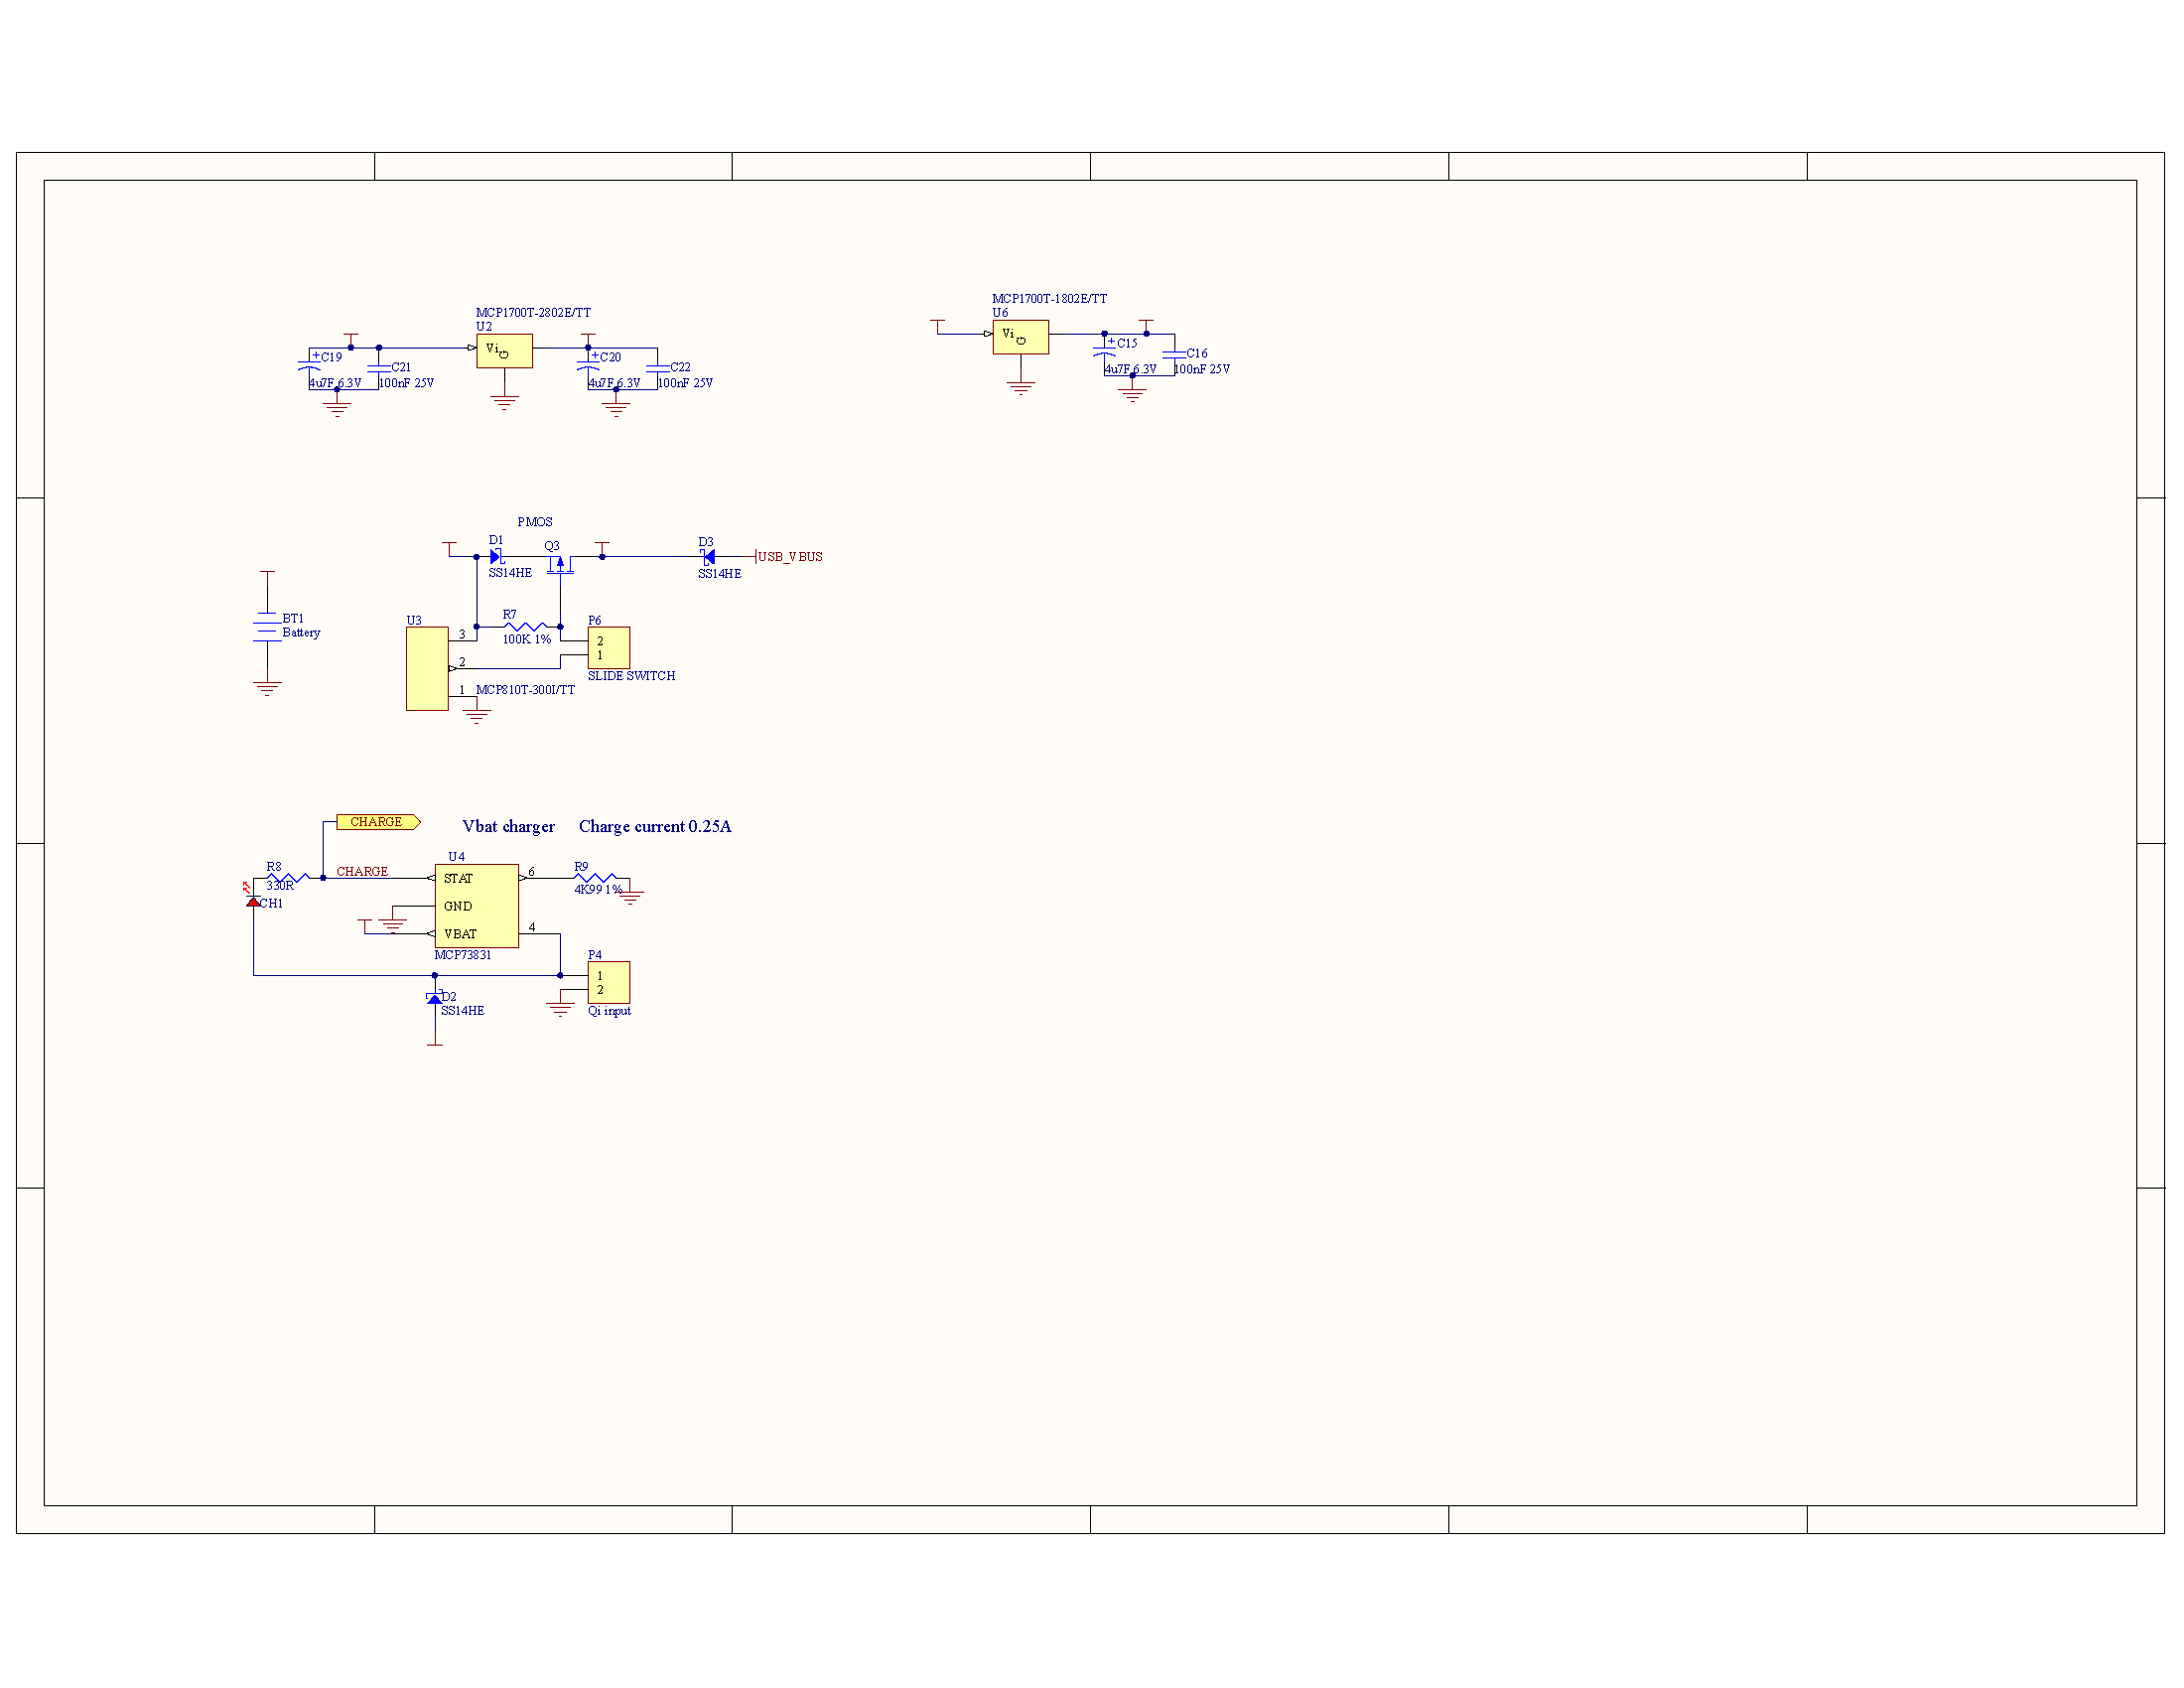 MCP1700T-1802E/TT
U6
MCP1700T-2802E/TT
U2
Vi
G
Vi
G
C19
4u7F 6.3V
C21
100nF 25V
C20
4u7F 6.3V
C22
100nF 25V
C15
4u7F 6.3V
C16
100nF 25V
PMOS
D1
SS14HE
Q3
D3
SS14HE
USB_VBUS
BT1
Battery
U3
3
2
1
R7
100K 1%
P6
2
1
SLIDE SWITCH
MCP810T-300I/TT
CHARGE
Vbat charger Charge current 0.25A
U4
R8
330R
CHARGE
STAT
6
R9
4K99 1%
CH1
GND
VBAT
4
MCP73831
P4
1
2
Qi input
D2
SS14HE